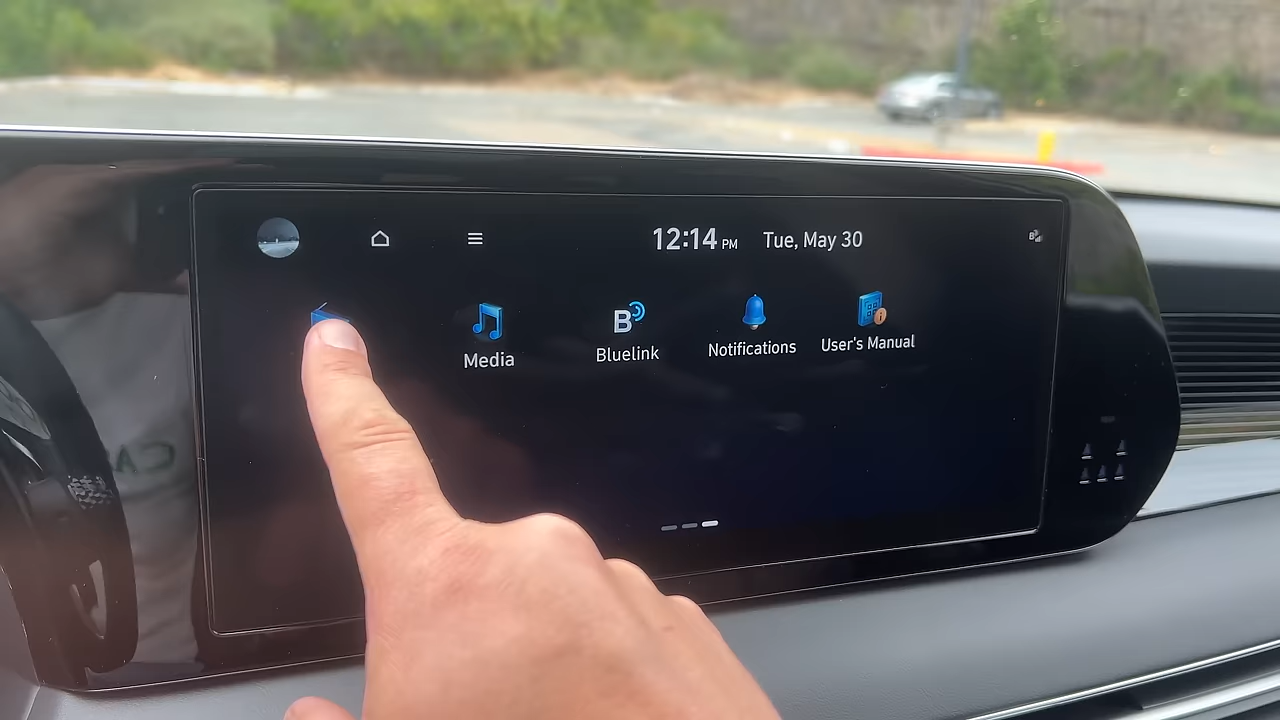 12:14 PM Tue, May 30
Media
B
Bluelink
Notifications
User's Manual